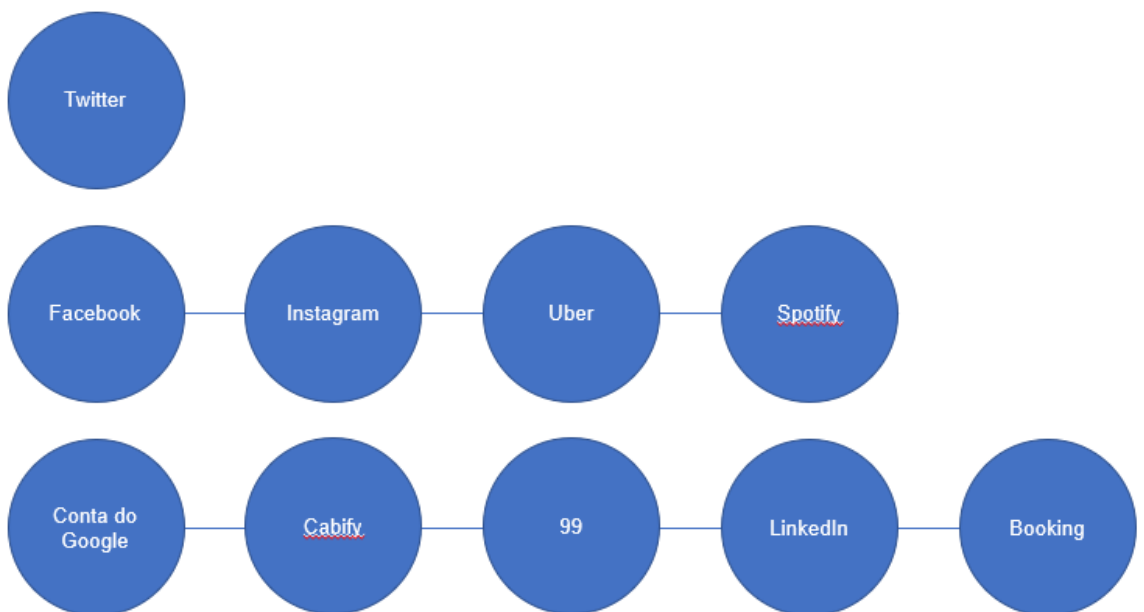 Twitter
Facebook
Instagram
Uber
Spotify
Conta do
Google
Cabify
99
LinkedIn
Booking